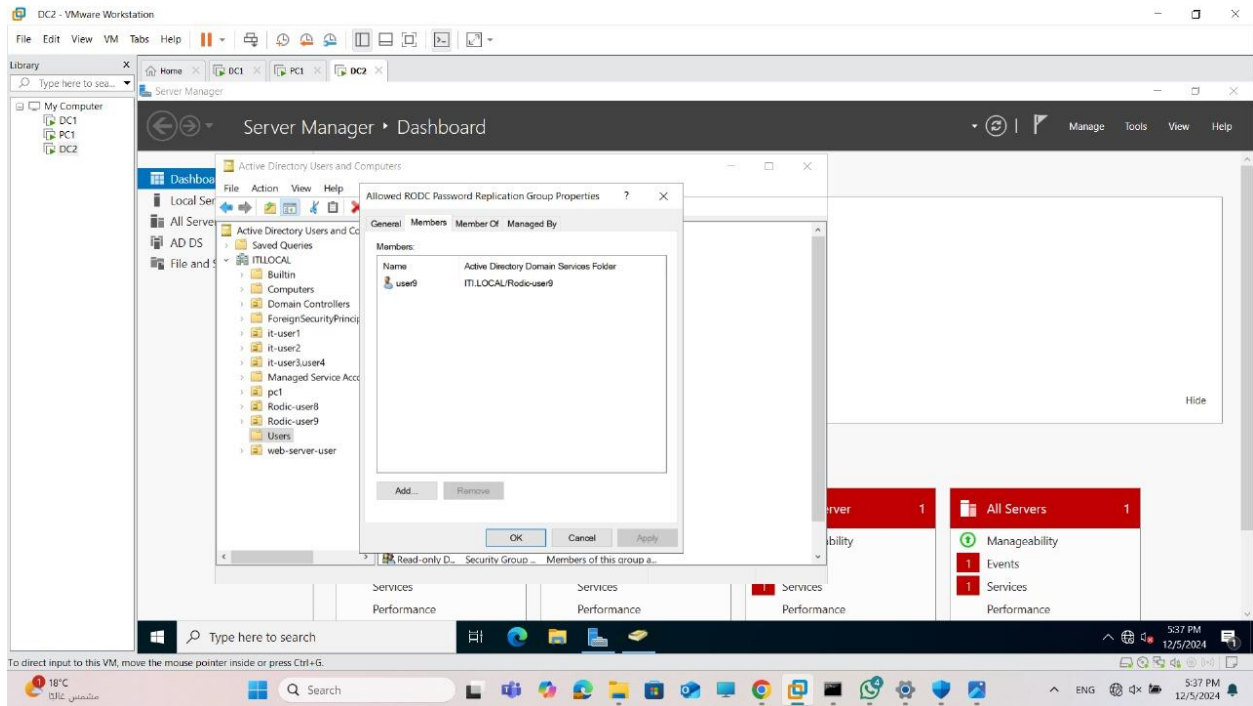 DC2 - VMware Workstation
File Edit View VM Tabs Help
Library X
Type here to sea...
Home DC1 PC1 DC2
My Computer
DC1
PC1
DC2
Server Manager
Server Manager • Dashboard
Manage Tools View Help
Dashboa
Local Ser
All Serve
AD DS
File and S
Active Directory Users and Computers
File Action View Help
Active Directory Users and Co
Saved Queries
ITI.LOCAL
Builtin
Computers
Domain Controllers
ForeignSecurityPrincip
it-user1
it-user2
it-user3,user4
Managed Service Acco
pc1
Rodic-user8
Rodic-user9
Users
web-server-user
Allowed RODC Password Replication Group Properties ? X
General Members Member Of Managed By
Members:
Name Active Directory Domain Services Folder
user9 ITI.LOCAL/Rodic-user9
Add... Remove
OK Cancel Apply
Read-only D... Security Group ... Members of this group a...
Hide
erver 1
bility
Services
Performance
Services
Performance
1 Services
Performance
All Servers 1
Manageability
1 Events
1 Services
Performance
Type here to search
5:37 PM
12/5/2024
To direct input to this VM, move the mouse pointer inside or press Ctrl+G.
18°C
مشمس غالبًا
Search
ENG
5:37 PM
12/5/2024